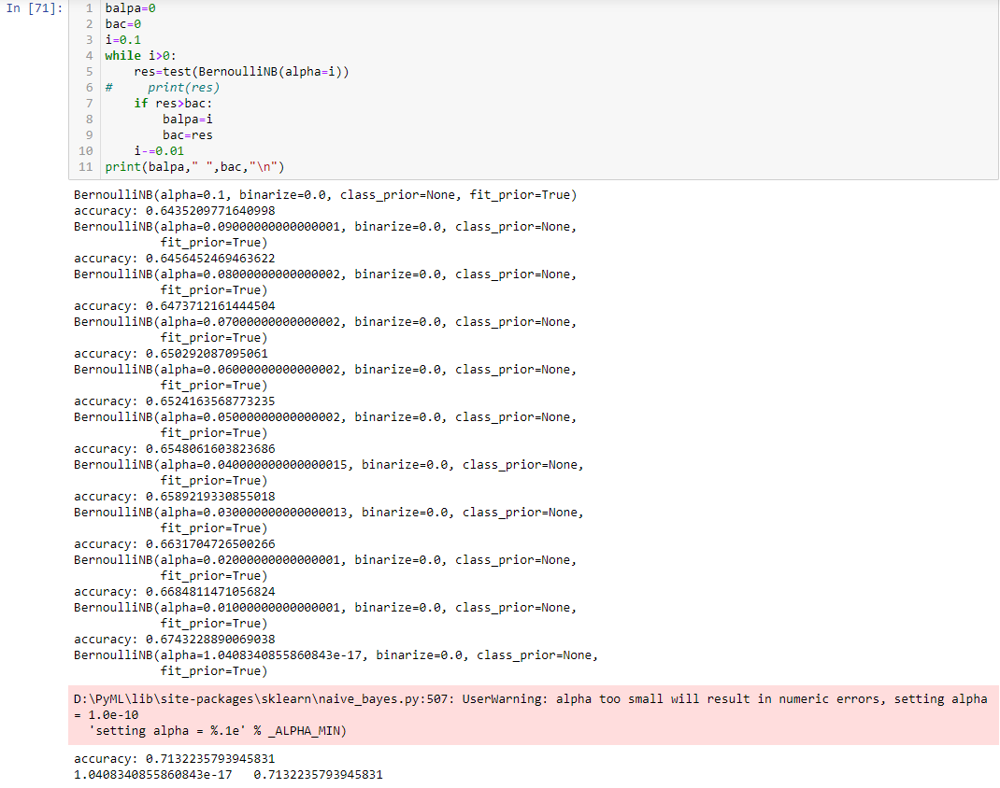 In [71]:
1 balpa=0
2 bac=0
3 i=0.1
4 while i>0:
5     res=test(BernoulliNB(alpha=i))
6 #     print(res)
7     if res>bac:
8         balpa=i
9         bac=res
10     i-=0.01
11 print(balpa," ",bac,"\n")
BernoulliNB(alpha=0.1, binarize=0.0, class_prior=None, fit_prior=True)
accuracy: 0.6435209771640998
BernoulliNB(alpha=0.09000000000000001, binarize=0.0, class_prior=None,
            fit_prior=True)
accuracy: 0.6456452469463622
BernoulliNB(alpha=0.08000000000000002, binarize=0.0, class_prior=None,
            fit_prior=True)
accuracy: 0.6473712161444504
BernoulliNB(alpha=0.07000000000000002, binarize=0.0, class_prior=None,
            fit_prior=True)
accuracy: 0.650292087095061
BernoulliNB(alpha=0.06000000000000002, binarize=0.0, class_prior=None,
            fit_prior=True)
accuracy: 0.6524163568773235
BernoulliNB(alpha=0.05000000000000002, binarize=0.0, class_prior=None,
            fit_prior=True)
accuracy: 0.6548061603823686
BernoulliNB(alpha=0.040000000000000015, binarize=0.0, class_prior=None,
            fit_prior=True)
accuracy: 0.6589219330855018
BernoulliNB(alpha=0.030000000000000013, binarize=0.0, class_prior=None,
            fit_prior=True)
accuracy: 0.6631704726500266
BernoulliNB(alpha=0.02000000000000001, binarize=0.0, class_prior=None,
            fit_prior=True)
accuracy: 0.6684811471056824
BernoulliNB(alpha=0.01000000000000001, binarize=0.0, class_prior=None,
            fit_prior=True)
accuracy: 0.6743228890069038
BernoulliNB(alpha=1.0408340855860843e-17, binarize=0.0, class_prior=None,
            fit_prior=True)
D:\PyML\lib\site-packages\sklearn\naive_bayes.py:507: UserWarning: alpha too small will result in numeric errors, setting alpha
= 1.0e-10
  'setting alpha = %.1e' % _ALPHA_MIN)
accuracy: 0.7132235793945831
1.0408340855860843e-17   0.7132235793945831